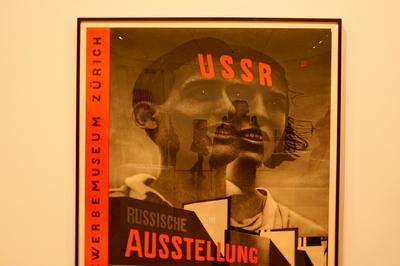 USSR
WERBEMUSEUM ZÜRICH
RUSSISCHE
AUSSTELLUNG